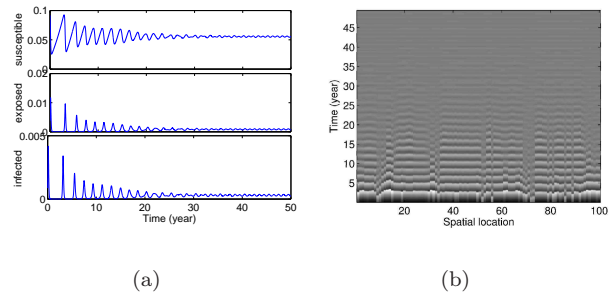 0.1
0.05
0
susceptible
0.02
0.01
0
exposed
0.005
0
infected
0 10 20 30 40 50
Time (year)
(a)
45
40
35
30
25
20
15
10
5
Time (year)
20 40 60 80 100
Spatial location
(b)